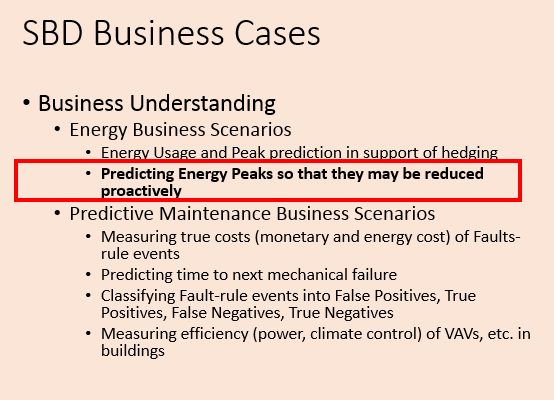 SBD Business Cases
• Business Understanding
• Energy Business Scenarios
• Energy Usage and Peak prediction in support of hedging
• Predicting Energy Peaks so that they may be reduced
proactively
• Predictive Maintenance Business Scenarios
• Measuring true costs (monetary and energy cost) of Faults-
rule events
• Predicting time to next mechanical failure
• Classifying Fault-rule events into False Positives, True
Positives, False Negatives, True Negatives
• Measuring efficiency (power, climate control) of VAVs, etc. in
buildings